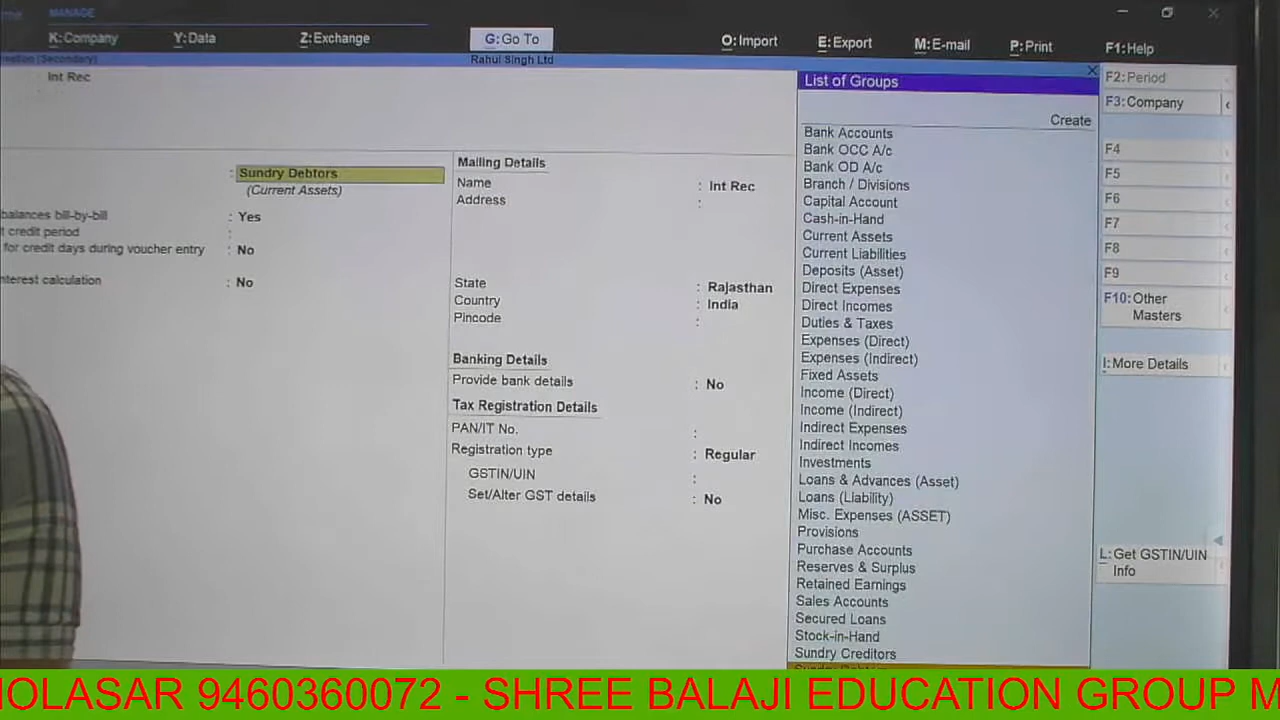 MANAGE
K:Company Y:Data Z:Exchange G:Go To O:Import E:Export M:E-mail P:Print F1:Help
(Secondary) Rahul Singh Ltd
Int Rec
: Sundry Debtors
(Current Assets)
balances bill-by-bill : Yes
t credit period :
for credit days during voucher entry : No
nterest calculation : No
Mailing Details
Name : Int Rec
Address :
State : Rajasthan
Country : India
Pincode :
Banking Details
Provide bank details : No
Tax Registration Details
PAN/IT No. :
Registration type : Regular
GSTIN/UIN :
Set/Alter GST details : No
List of Groups
Create
Bank Accounts
Bank OCC A/c
Bank OD A/c
Branch / Divisions
Capital Account
Cash-in-Hand
Current Assets
Current Liabilities
Deposits (Asset)
Direct Expenses
Direct Incomes
Duties & Taxes
Expenses (Direct)
Expenses (Indirect)
Fixed Assets
Income (Direct)
Income (Indirect)
Indirect Expenses
Indirect Incomes
Investments
Loans & Advances (Asset)
Loans (Liability)
Misc. Expenses (ASSET)
Provisions
Purchase Accounts
Reserves & Surplus
Retained Earnings
Sales Accounts
Secured Loans
Stock-in-Hand
Sundry Creditors
F2:Period
F3:Company
F4
F5
F6
F7
F8
F9
F10:Other
Masters
I:More Details
L:Get GSTIN/UIN
Info
HOLASAR 9460360072 - SHREE BALAJI EDUCATION GROUP M